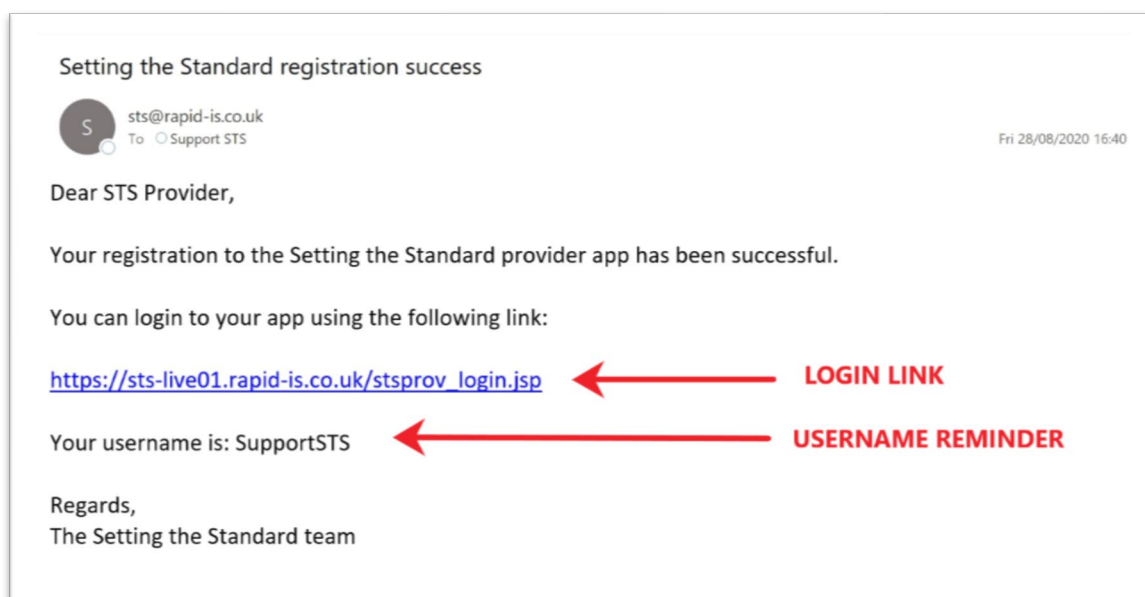 Setting the Standard registration success
S
sts@rapid-is.co.uk
To Support STS
Fri 28/08/2020 16:40
Dear STS Provider,
Your registration to the Setting the Standard provider app has been successful.
You can login to your app using the following link:
https://sts-live01.rapid-is.co.uk/stsprov_login.jsp
LOGIN LINK
Your username is: SupportSTS
USERNAME REMINDER
Regards,
The Setting the Standard team